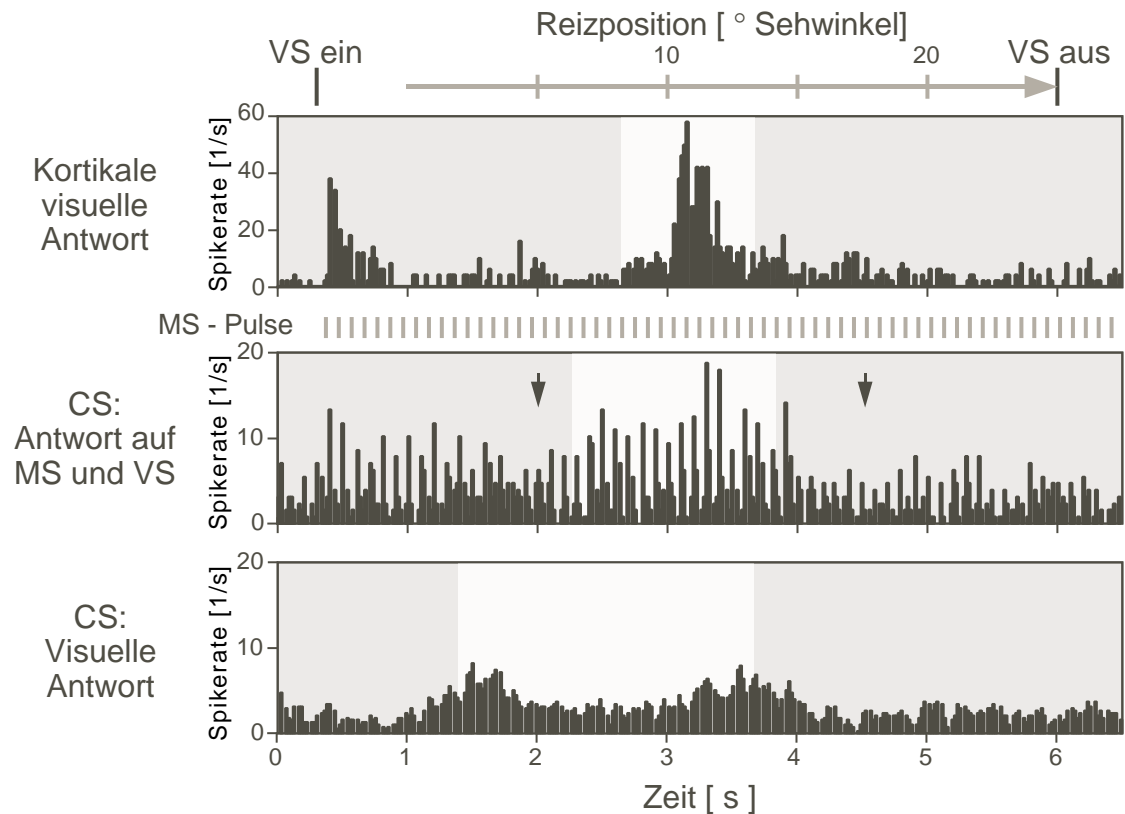 Reizposition [ ° Sehwinkel]
VS ein
10
20
VS aus
Kortikale
visuelle
Antwort
Spikerate [1/s]
60
40
20
0
MS - Pulse
CS:
Antwort auf
MS und VS
Spikerate [1/s]
20
10
0
CS:
Visuelle
Antwort
Spikerate [1/s]
20
10
0
0 1 2 3 4 5 6
Zeit [ s ]